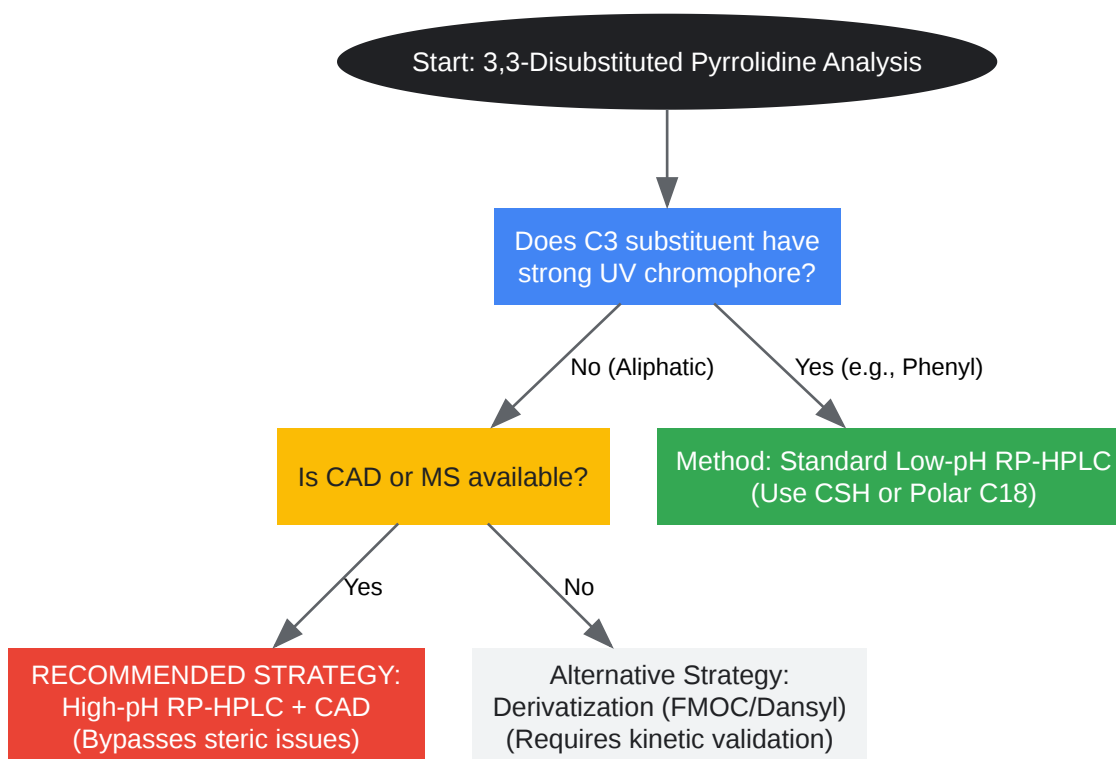 Start: 3,3-Disubstituted Pyrrolidine Analysis
Does C3 substituent have
strong UV chromophore?
No (Aliphatic)
Yes (e.g., Phenyl)
Is CAD or MS available?
Method: Standard Low-pH RP-HPLC
(Use CSH or Polar C18)
Yes
No
RECOMMENDED STRATEGY:
High-pH RP-HPLC + CAD
(Bypasses steric issues)
Alternative Strategy:
Derivatization (FMOC/Dansyl)
(Requires kinetic validation)